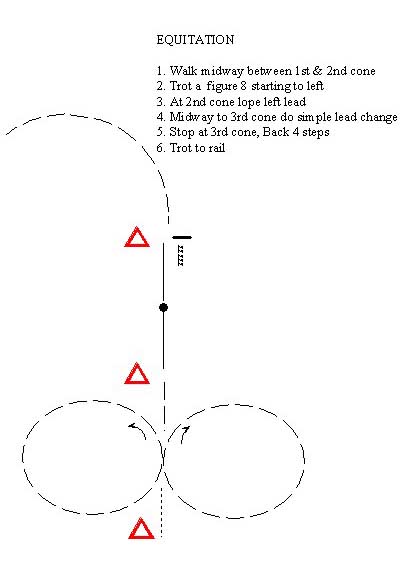 EQUITATION
1. Walk midway between 1st & 2nd cone
2. Trot a figure 8 starting to left
3. At 2nd cone lope left lead
4. Midway to 3rd cone do simple lead change
5. Stop at 3rd cone, Back 4 steps
6. Trot to rail